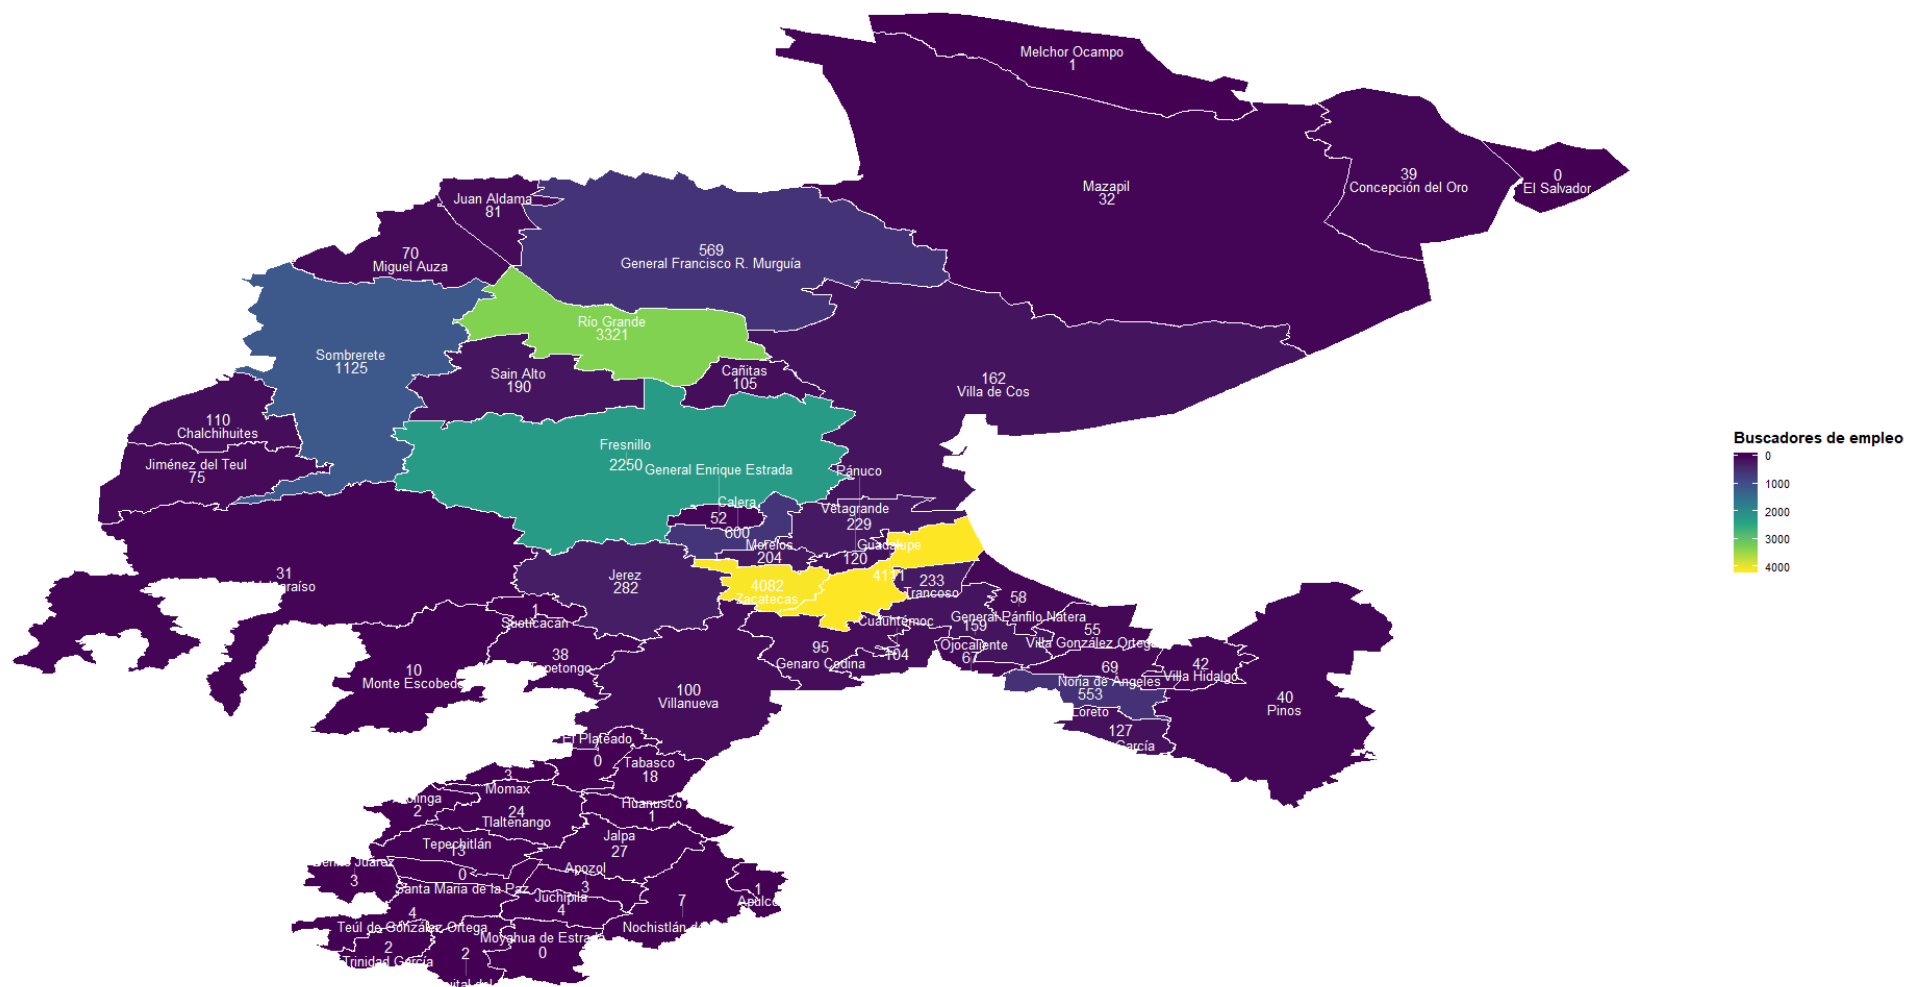 Melchor Ocampo
1
Mazapil
32
39
Concepción del Oro
0
El Salvador
Juan Aldama
81
70
Miguel Auza
569
General Francisco R. Murguía
Río Grande
3321
Sombrerete
1125
Sain Alto
190
Cañitas
105
162
Villa de Cos
110
Chalchihuites
Jiménez del Teul
75
Fresnillo
2250
General Enrique Estrada
52
Calera
600
Pánuco
Vetagrande
229
Morelos
204
120
Guadalupe
4171
31
Jerez
282
4082
Zacatecas
233
Trancoso
58
General Pánfilo Natera
159
Cuauhtémoc
104
Ojocaliente
67
55
Villa González Ortega
1
Susticacán
38
10
Monte Escobedo
95
Genaro Codina
100
Villanueva
69
Noria de Ángeles
42
Villa Hidalgo
553
Loreto
127
García
40
Pinos
El Plateado
0
Tabasco
18
3
Momax
2
24
Tlaltenango
Huanusco
1
Jalpa
27
Tepechitlán
13
0
Santa María de la Paz
Benito Juárez
3
Apozol
3
Juchipila
4
7
Nochistlán
1
Apulco
4
Teúl de González Ortega
2
Trinidad García
2
Moyahua de Estrada
0
Buscadores de empleo
0
1000
2000
3000
4000